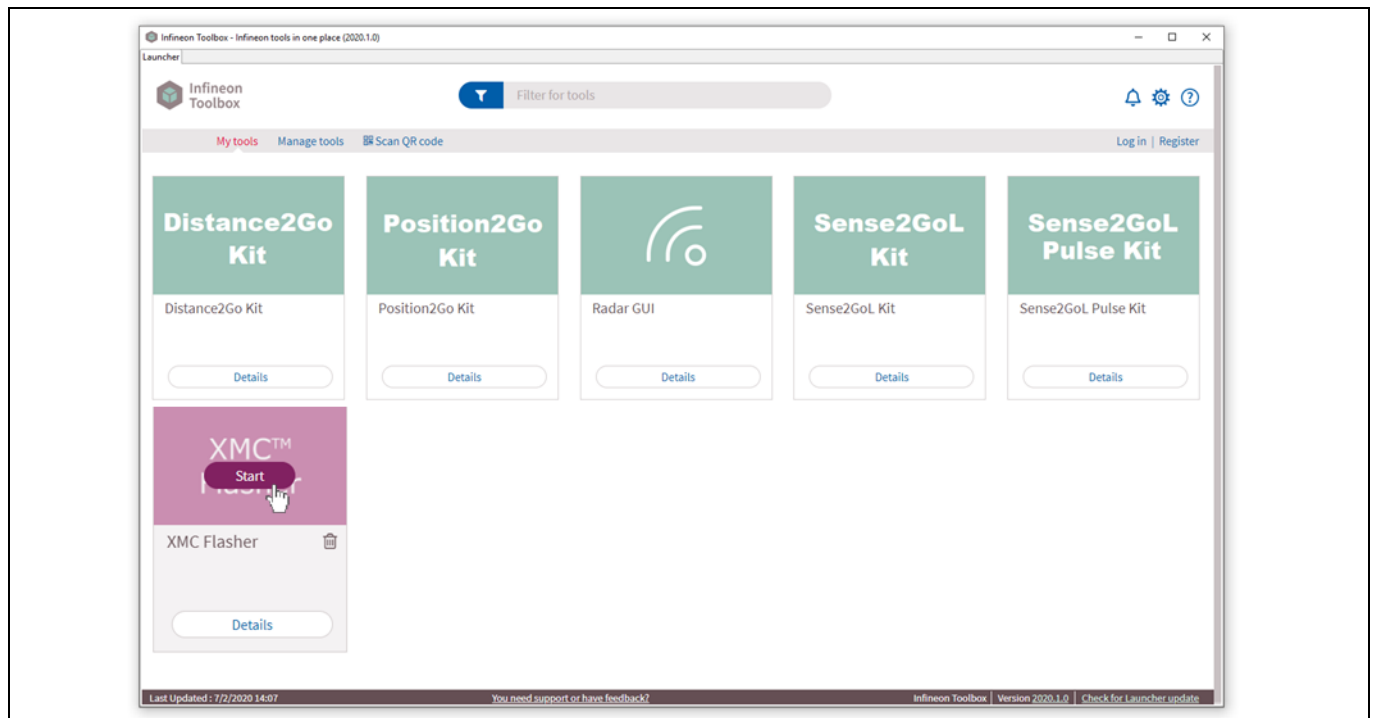 Infineon Toolbox - Infineon tools in one place (2020.1.0)
Launcher
Infineon
Toolbox
Filter for tools
My tools Manage tools Scan QR code Log in | Register
Distance2Go
Kit
Position2Go
Kit
Sense2GoL
Kit
Sense2GoL
Pulse Kit
Distance2Go Kit
Position2Go Kit
Radar GUI
Sense2GoL Kit
Sense2GoL Pulse Kit
Details
Details
Details
Details
Details
XMC™
Start
Flasher
XMC Flasher
Details
Last Updated : 7/2/2020 14:07 You need support or have feedback? Infineon Toolbox | Version 2020.1.0 | Check for Launcher update